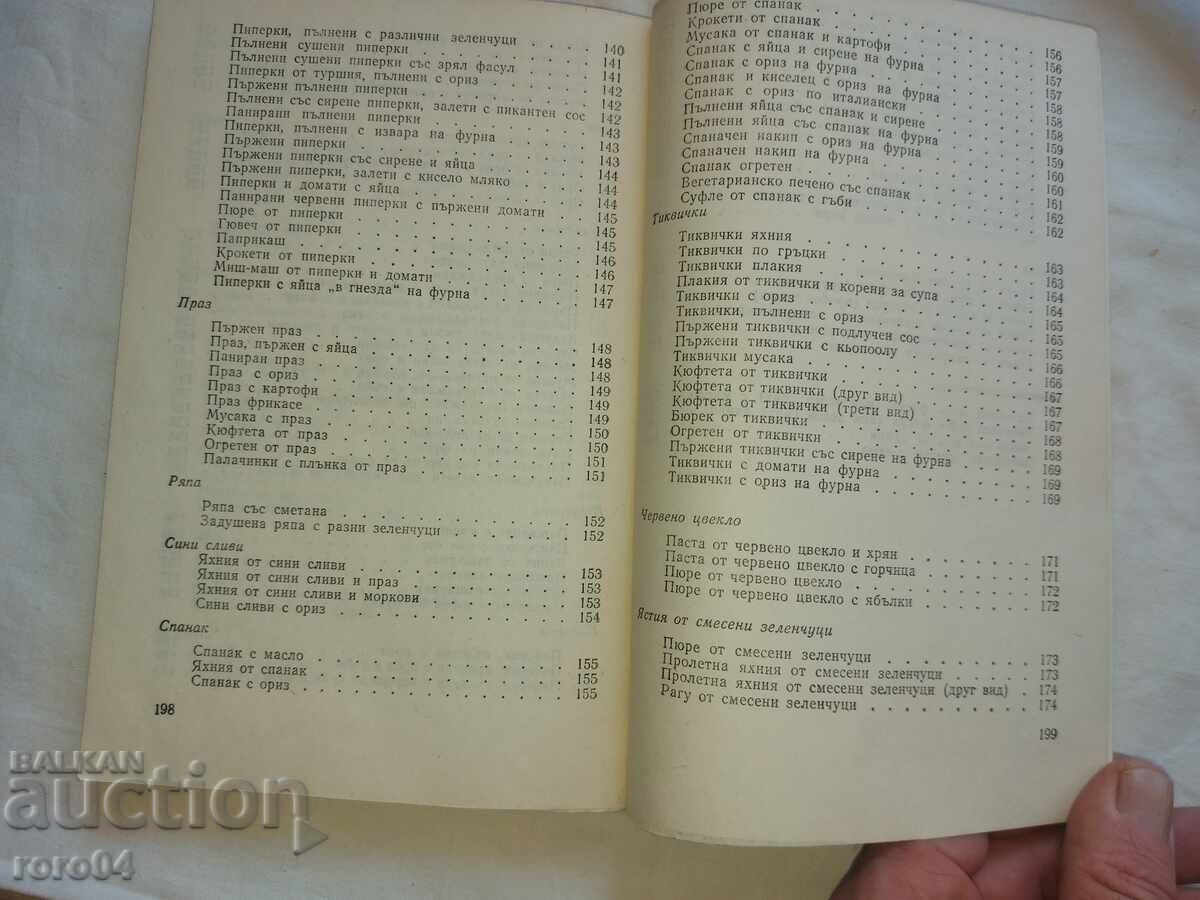 Пиперки, пълнени с различни зеленчуци . . . . 140
Пълнени сушени пиперки . . . . 141
Пълнени сушени пиперки със зрял фасул . . . . 141
Пиперки от туршия, пълнени с ориз . . . . 142
Пържени пълнени пиперки . . . . 142
Пълнени със сирене пиперки, залети с пикантен сос 142
Панирани пълнени пиперки . . . . 143
Пиперки, пълнени с извара на фурна . . . . 143
Пържени пиперки . . . . 143
Пържени пиперки със сирене и яйца . . . . 144
Пържени пиперки, залети с кисело мляко . . . . 144
Пиперки и домати с яйца . . . . 144
Панирани червени пиперки с пържени домати . . 145
Пюре от пиперки . . . . 145
Гювеч от пиперки . . . . 145
Паприкаш . . . . 146
Крокети от пиперки . . . . 146
Миш-маш от пиперки и домати . . . . 147
Пиперки с яйца „в гнезда“ на фурна . . . . 147
Праз
Пържен праз . . . . 148
Праз, пържен с яйца . . . . 148
Паниран праз . . . . 148
Праз с ориз . . . . 149
Праз с картофи . . . . 149
Праз фрикасе . . . . 149
Мусака с праз . . . . 150
Кюфтета от праз . . . . 150
Огретен от праз . . . . 151
Палачинки с плънка от праз . . . . 151
Ряпа
Ряпа със сметана . . . . 152
Задушена ряпа с разни зеленчуци . . . . 152
Сини сливи
Яхния от сини сливи . . . . 153
Яхния от сини сливи и праз . . . . 153
Яхния от сини сливи и моркови . . . . 153
Сини сливи с ориз . . . . 154
Спанак
Спанак с масло . . . . 155
Яхния от спанак . . . . 155
Спанак с ориз . . . . 155
198
Пюре от спанак . . . .
Крокети от спанак . . . . 156
Мусака от спанак и картофи . . . . 156
Спанак с яйца и сирене на фурна . . . . 157
Спанак с ориз на фурна . . . . 157
Спанак и киселец с ориз на фурна . . . . 158
Спанак с ориз по италиански . . . . 158
Пълнени яйца със спанак и сирене . . . . 158
Пълнени яйца със спанак на фурна . . . . 159
Спаначен накип с ориз на фурна . . . . 159
Спаначен накип на фурна . . . . 160
Спанак огретен . . . . 160
Вегетарианско печено със спанак . . . . 161
Суфле от спанак с гъби . . . . 162
162
Тиквички
Тиквички яхния . . . .
Тиквички по гръцки . . . . 163
Тиквички плакия . . . . 163
Плакия от тиквички и корени за супа . . . . 164
Тиквички с ориз . . . . 164
Тиквички, пълнени с ориз . . . . 165
Пържени тиквички с подлучен сос . . . . 165
Пържени тиквички с кьопоолу . . . . 166
Тиквички мусака . . . . 166
Кюфтета от тиквички . . . . 167
Кюфтета от тиквички (друг вид) . . . . 167
Кюфтета от тиквички (трети вид) . . . . 167
Бюрек от тиквички . . . . 168
Огретен от тиквички . . . . 168
Пържени тиквички със сирене на фурна . . . . 169
Тиквички с домати на фурна . . . . 169
Тиквички с ориз на фурна . . . . 169
Червено цвекло
Паста от червено цвекло и хрян . . . . 171
Паста от червено цвекло с горчица . . . . 171
Пюре от червено цвекло . . . . 172
Пюре от червено цвекло с ябълки . . . . 172
Ястия от смесени зеленчуци
Пюре от смесени зеленчуци . . . . 173
Пролетна яхния от смесени зеленчуци . . . . 173
Пролетна яхния от смесени зеленчуци (друг вид) . 174
Рагу от смесени зеленчуци . . . . 174
199
BALKAN
auction
roro04